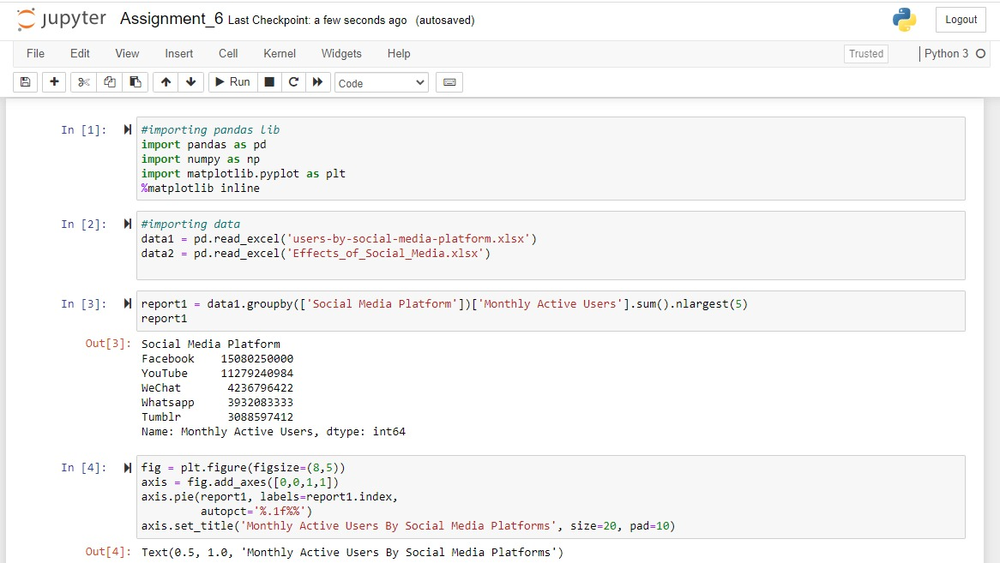 jupyter Assignment_6 Last Checkpoint: a few seconds ago (autosaved) Logout
File Edit View Insert Cell Kernel Widgets Help Trusted Python 3
Run Code
In [1]: #importing pandas lib
import pandas as pd
import numpy as np
import matplotlib.pyplot as plt
%matplotlib inline
In [2]: #importing data
data1 = pd.read_excel('users-by-social-media-platform.xlsx')
data2 = pd.read_excel('Effects_of_Social_Media.xlsx')
In [3]: report1 = data1.groupby(['Social Media Platform'])['Monthly Active Users'].sum().nlargest(5)
report1
Out[3]: Social Media Platform
Facebook    15080250000
YouTube     11279240984
WeChat       4236796422
Whatsapp     3932083333
Tumblr       3088597412
Name: Monthly Active Users, dtype: int64
In [4]: fig = plt.figure(figsize=(8,5))
axis = fig.add_axes([0,0,1,1])
axis.pie(report1, labels=report1.index,
         autopct='%.1f%%')
axis.set_title('Monthly Active Users By Social Media Platforms', size=20, pad=10)
Out[4]: Text(0.5, 1.0, 'Monthly Active Users By Social Media Platforms')